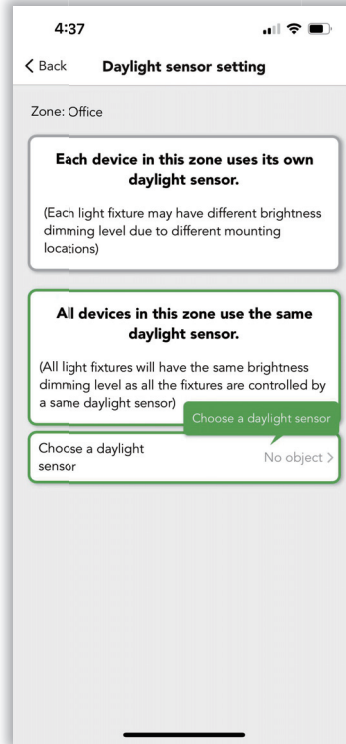 4:37
Back Daylight sensor setting
Zone: Office
Each device in this zone uses its own
daylight sensor.
(Each light fixture may have different brightness
dimming level due to different mounting
locations)
All devices in this zone use the same
daylight sensor.
(All light fixtures will have the same brightness
dimming level as all the fixtures are controlled by
a same daylight sensor)
Choose a daylight sensor
Choose a daylight
sensor
No object >